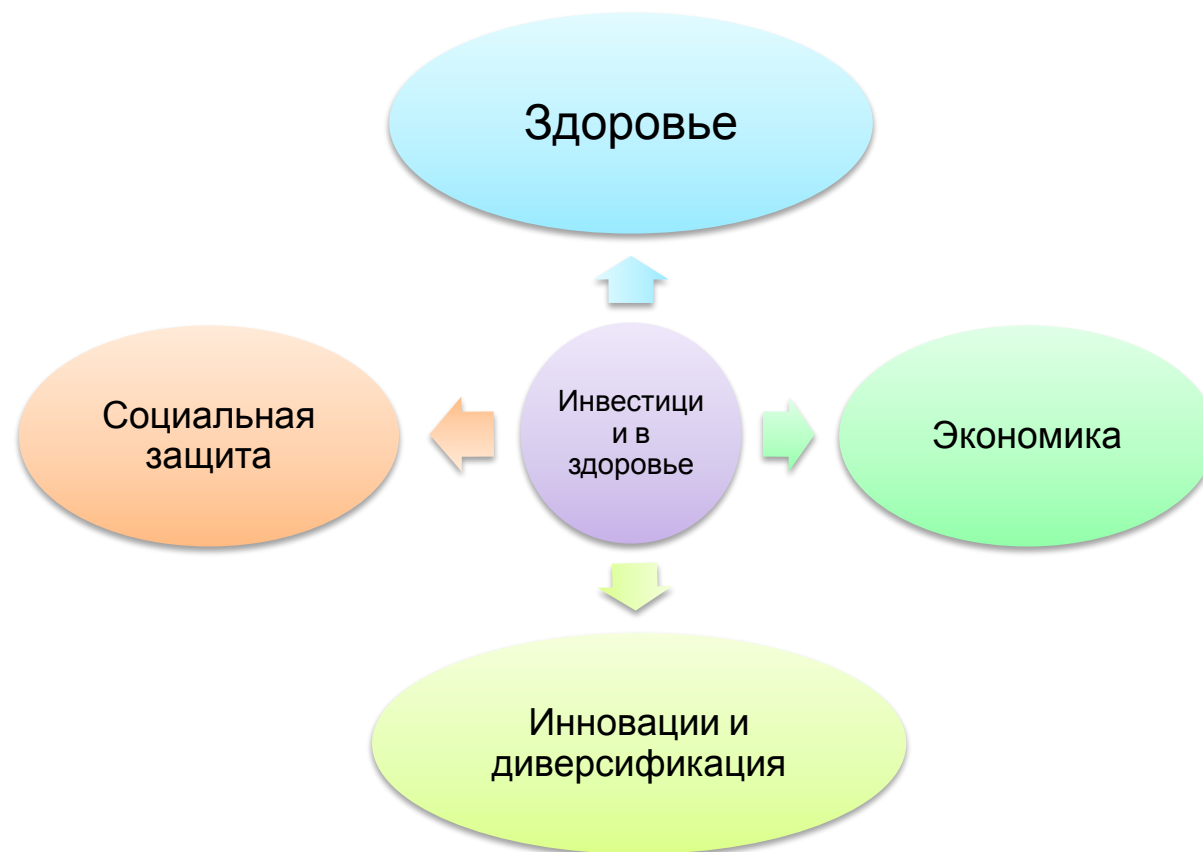 Здоровье
Социальная
защита
Инвестици
и в
здоровье
Экономика
Инновации и
диверсификация